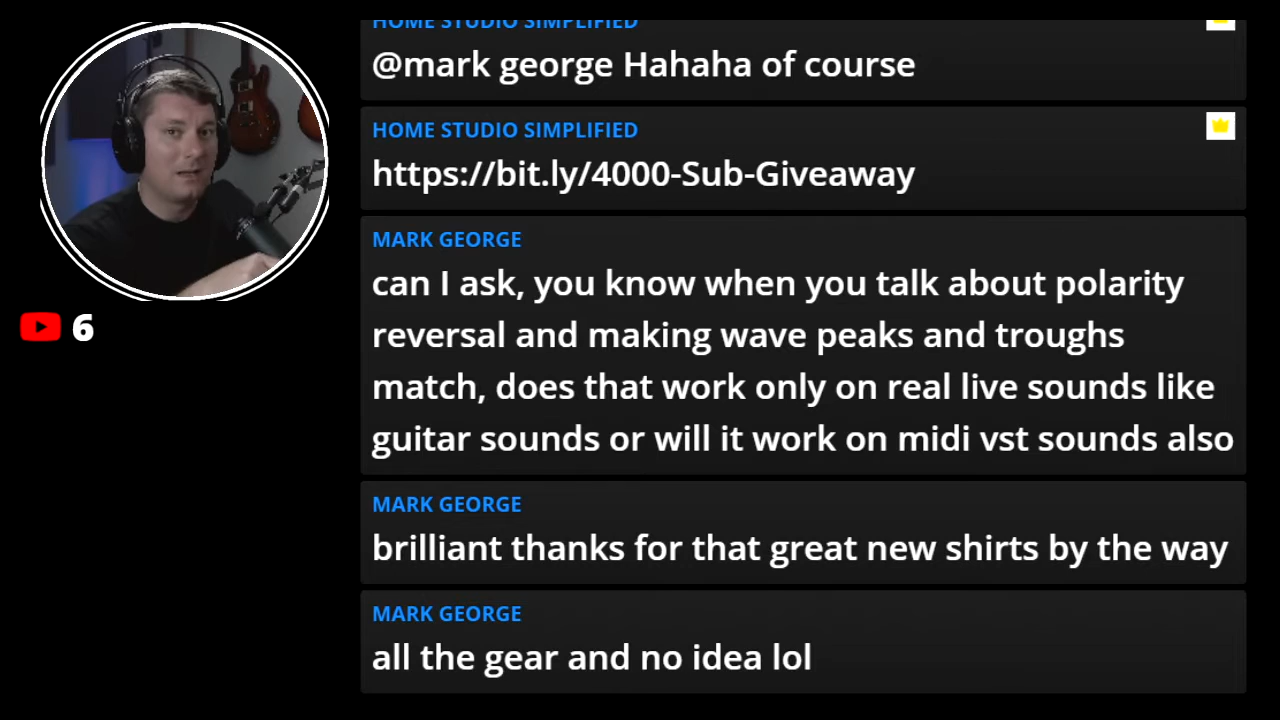 HOME STUDIO SIMPLIFIED
@mark george Hahaha of course
HOME STUDIO SIMPLIFIED
https://bit.ly/4000-Sub-Giveaway
MARK GEORGE
can I ask, you know when you talk about polarity
reversal and making wave peaks and troughs
match, does that work only on real live sounds like
guitar sounds or will it work on midi vst sounds also
MARK GEORGE
brilliant thanks for that great new shirts by the way
MARK GEORGE
all the gear and no idea lol
6